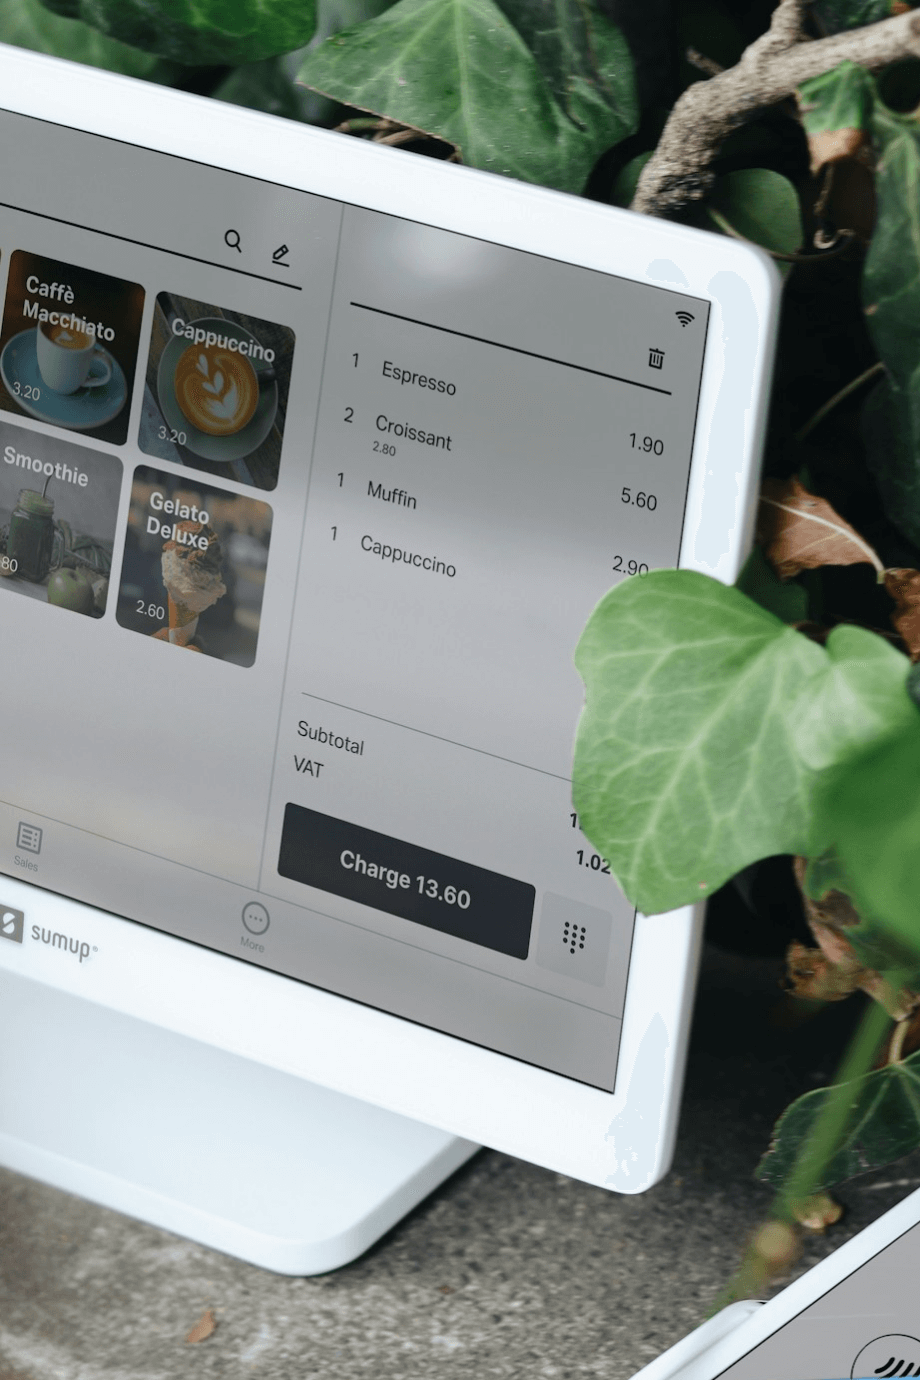 Caffè
Macchiato
3.20
Cappuccino
3.20
Smoothie
80
Gelato
Deluxe
2.60
1 Espresso 1.90
2 Croissant 5.60
2.80
1 Muffin 2.90
1 Cappuccino
Subtotal
VAT 1.02
Charge 13.60
Sales
More
sumup®